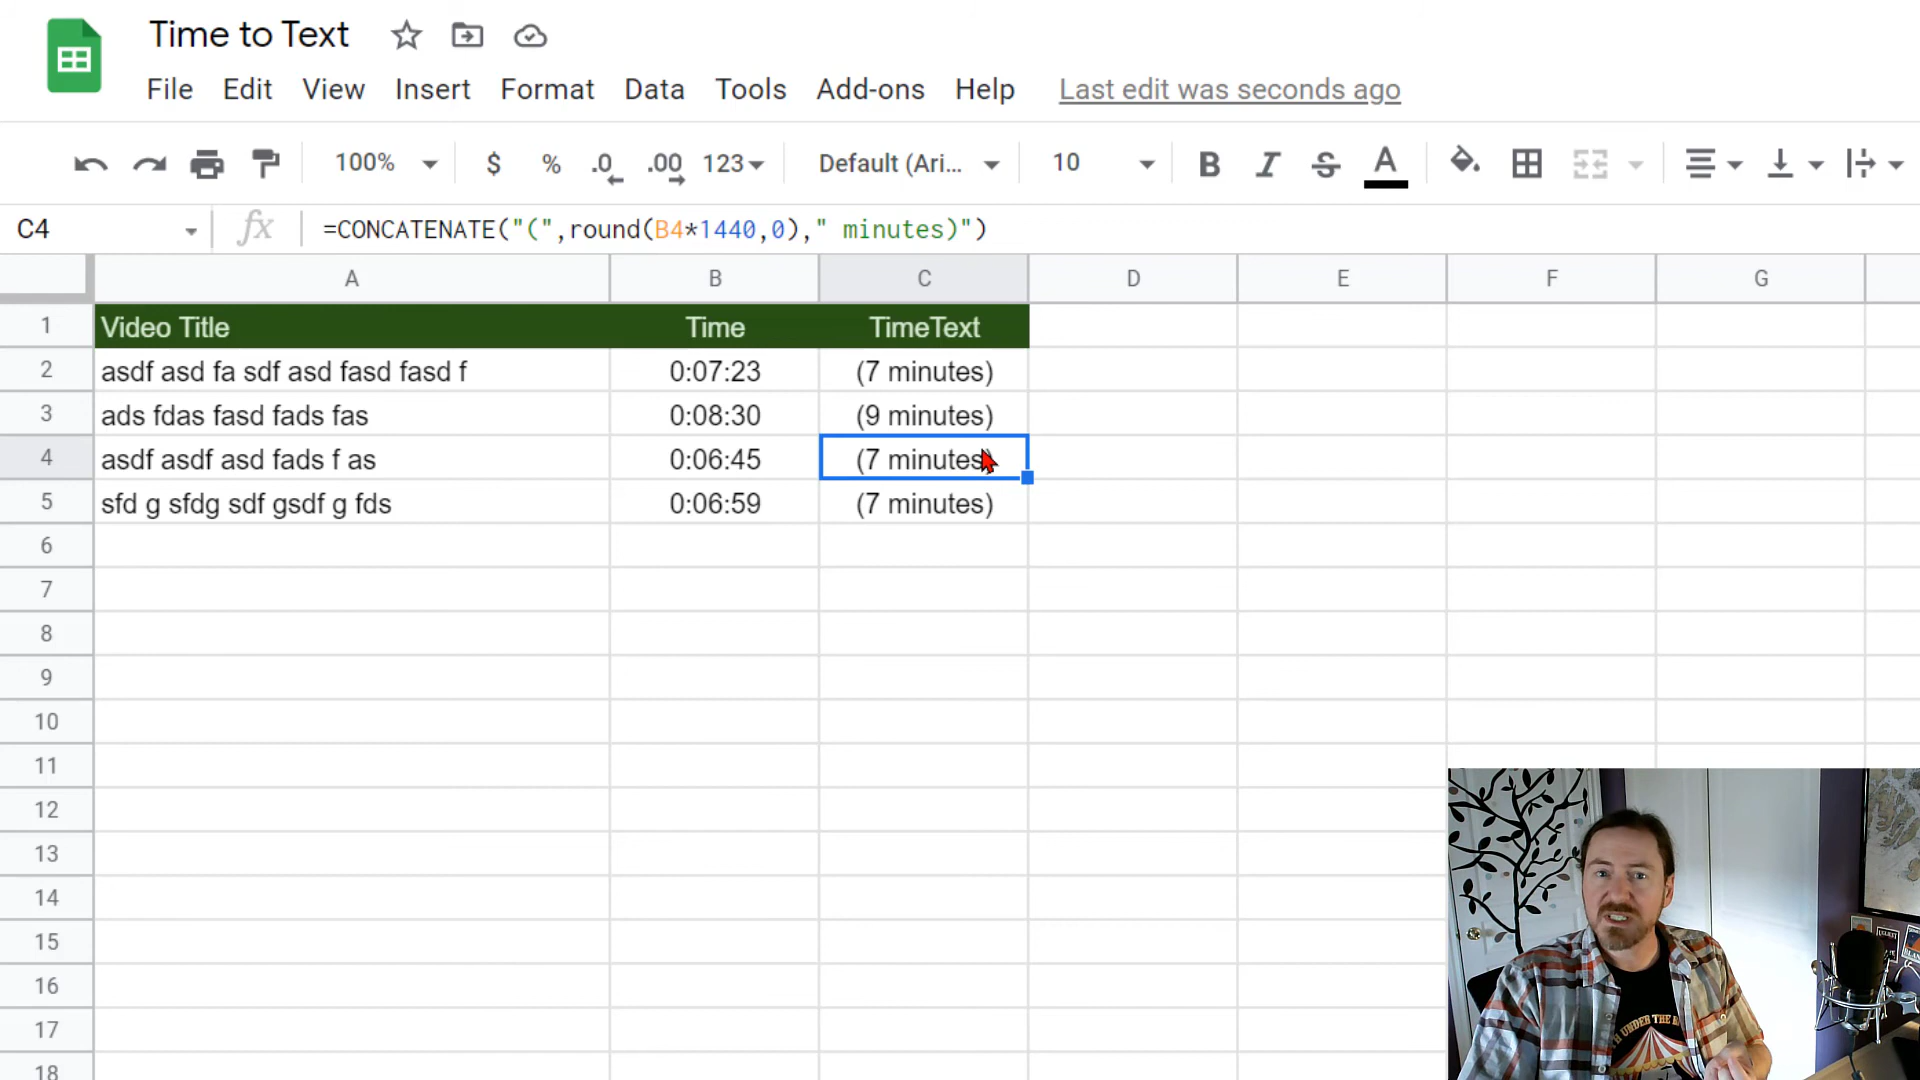 Time to Text
File Edit View Insert Format Data Tools Add-ons Help Last edit was seconds ago
100% $ % .0 .00 123 Default (Ari... 10 B I S A
C4 fx =CONCATENATE("(",round(B4*1440,0)," minutes)")
A B C D E F G
1 Video Title Time TimeText
2 asdf asd fa sdf asd fasd fasd f 0:07:23 (7 minutes)
3 ads fdas fasd fads fas 0:08:30 (9 minutes)
4 asdf asdf asd fads f as 0:06:45 (7 minutes)
5 sfd g sfdg sdf gsdf g fds 0:06:59 (7 minutes)
6
7
8
9
10
11
12
13
14
15
16
17
18
UNDER THE